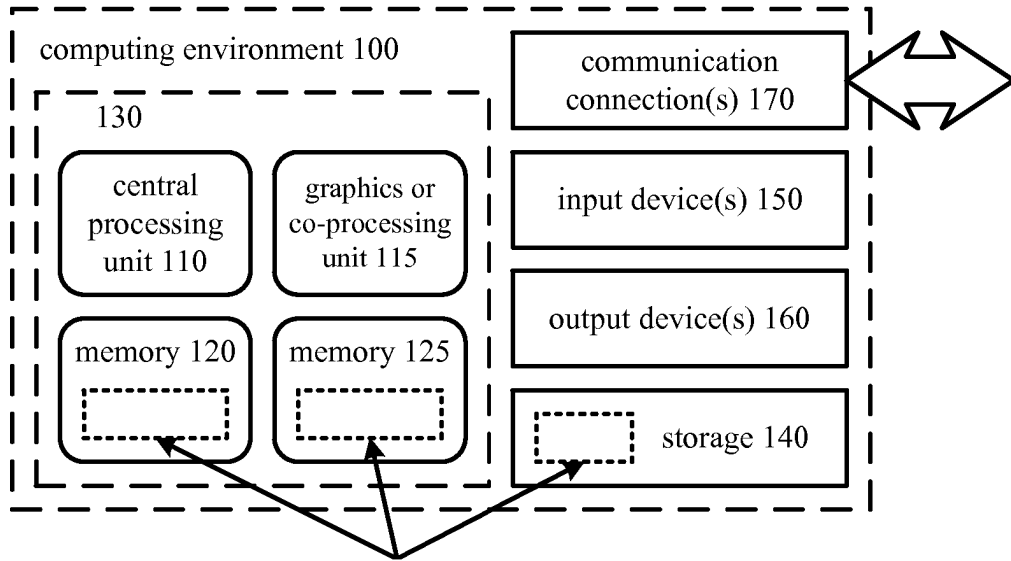 computing environment 100
130
central
processing
unit 110
graphics or
co-processing
unit 115
memory 120
memory 125
communication
connection(s) 170
input device(s) 150
output device(s) 160
storage 140